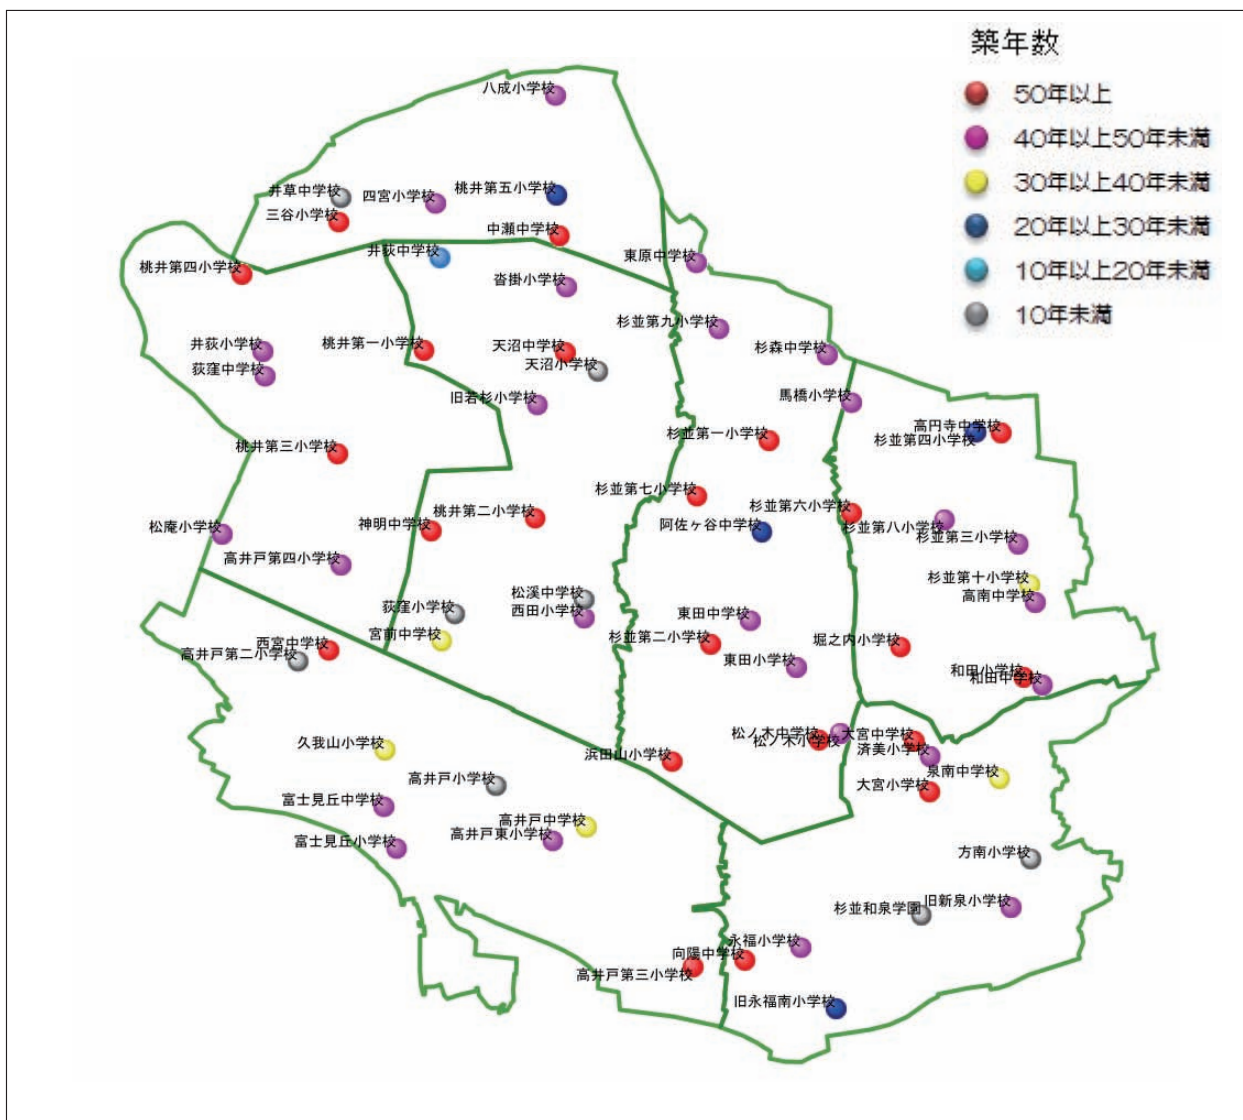 築年数
50年以上
40年以上50年未満
30年以上40年未満
20年以上30年未満
10年以上20年未満
10年未満
八成小学校
井草中学校
四宮小学校
桃井第五小学校
三谷小学校
中瀬中学校
井荻中学校
東原中学校
桃井第四小学校
沓掛小学校
杉並第九小学校
井荻小学校
桃井第一小学校
天沼中学校
杉森中学校
天沼小学校
荻窪中学校
旧若杉小学校
馬橋小学校
高円寺中学校
杉並第四小学校
杉並第一小学校
桃井第三小学校
杉並第七小学校
桃井第二小学校
杉並第六小学校
松庵小学校
神明中学校
阿佐ヶ谷中学校
杉並第八小学校
杉並第三小学校
高井戸第四小学校
杉並第十小学校
松溪中学校
高南中学校
荻窪小学校
西田小学校
東田中学校
宮前中学校
杉並第二小学校
堀之内小学校
西宮中学校
高井戸第二小学校
東田小学校
和田小学校
和田中学校
久我山小学校
松ノ木中学校
松ノ木小学校
大宮中学校
済美小学校
浜田山小学校
泉南中学校
高井戸小学校
大宮小学校
富士見丘中学校
高井戸中学校
高井戸東小学校
富士見丘小学校
方南小学校
旧新泉小学校
杉並和泉学園
永福小学校
向陽中学校
高井戸第三小学校
旧永福南小学校